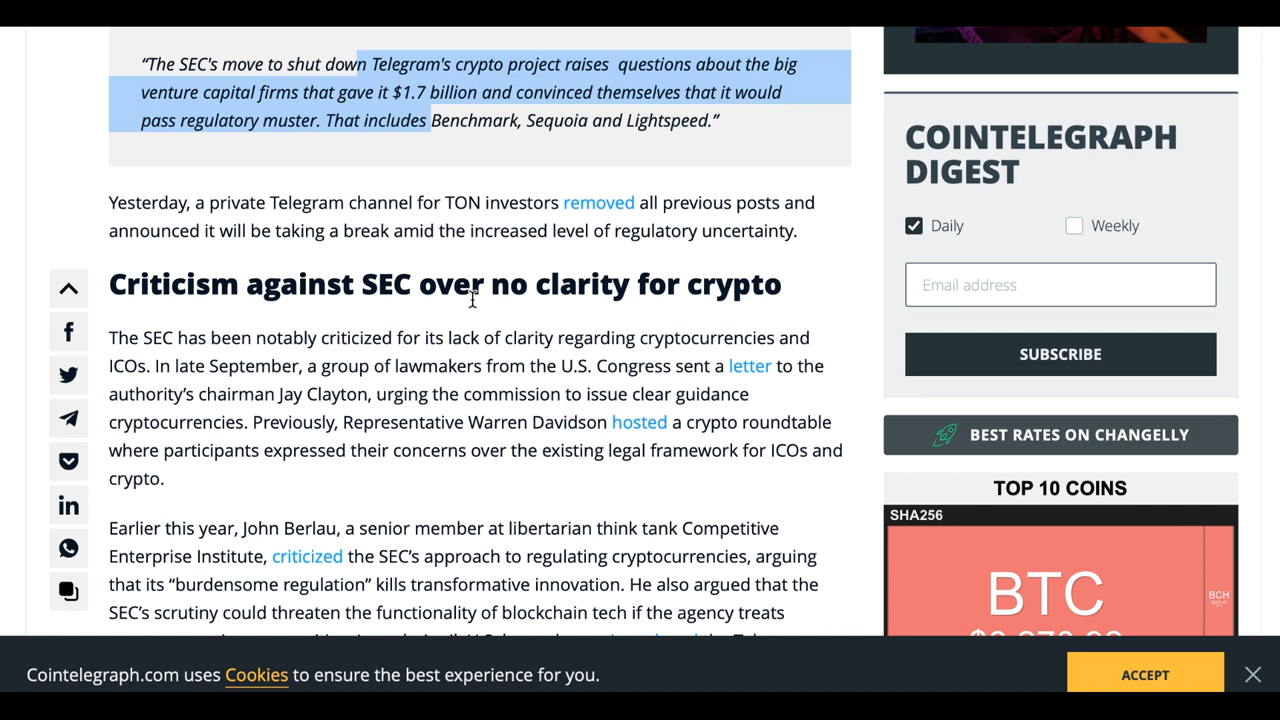 “The SEC's move to shut down Telegram's crypto project raises  questions about the big
venture capital firms that gave it $1.7 billion and convinced themselves that it would
pass regulatory muster. That includes Benchmark, Sequoia and Lightspeed.”
Yesterday, a private Telegram channel for TON investors removed all previous posts and
announced it will be taking a break amid the increased level of regulatory uncertainty.
Criticism against SEC over no clarity for crypto
The SEC has been notably criticized for its lack of clarity regarding cryptocurrencies and
ICOs. In late September, a group of lawmakers from the U.S. Congress sent a letter to the
authority’s chairman Jay Clayton, urging the commission to issue clear guidance
cryptocurrencies. Previously, Representative Warren Davidson hosted a crypto roundtable
where participants expressed their concerns over the existing legal framework for ICOs and
crypto.
Earlier this year, John Berlau, a senior member at libertarian think tank Competitive
Enterprise Institute, criticized the SEC’s approach to regulating cryptocurrencies, arguing
that its “burdensome regulation” kills transformative innovation. He also argued that the
SEC’s scrutiny could threaten the functionality of blockchain tech if the agency treats
COINTELEGRAPH
DIGEST
Daily
Weekly
Email address
SUBSCRIBE
BEST RATES ON CHANGELLY
TOP 10 COINS
SHA256
BTC
BCH
Cointelegraph.com uses Cookies to ensure the best experience for you.
ACCEPT